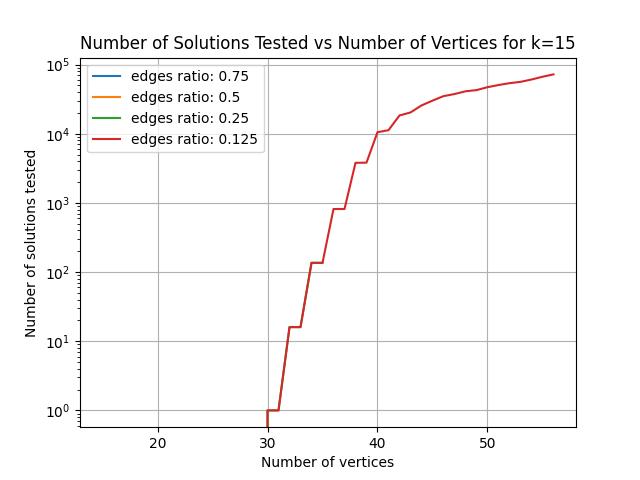 Number of Solutions Tested vs Number of Vertices for k=15
10^5
10^4
10^3
10^2
10^1
10^0
Number of solutions tested
edges ratio: 0.75
edges ratio: 0.5
edges ratio: 0.25
edges ratio: 0.125
20 30 40 50
Number of vertices